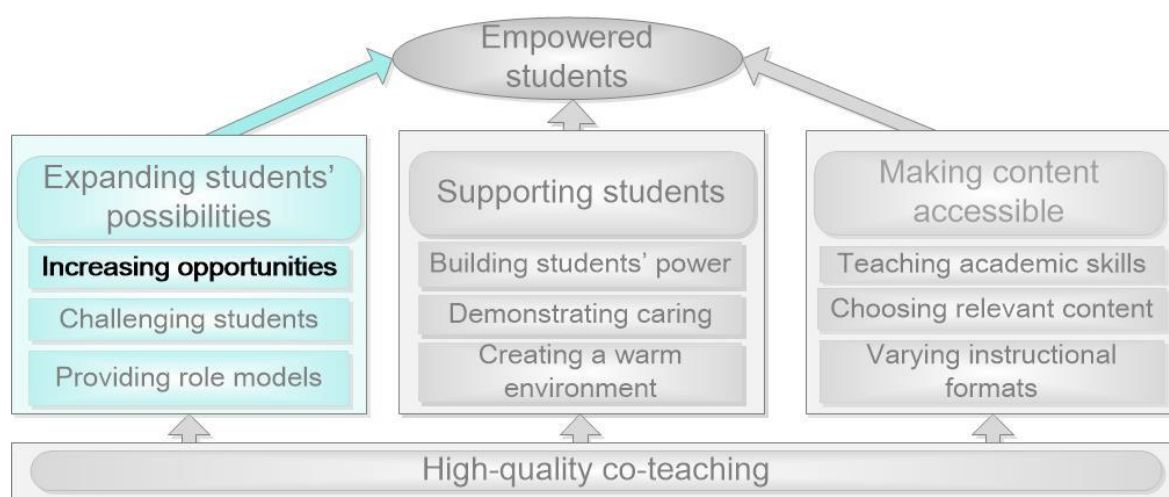 Empowered
students
Expanding students’
possibilities
Increasing opportunities
Challenging students
Providing role models
Supporting students
Building students’ power
Demonstrating caring
Creating a warm
environment
Making content
accessible
Teaching academic skills
Choosing relevant content
Varying instructional
formats
High-quality co-teaching